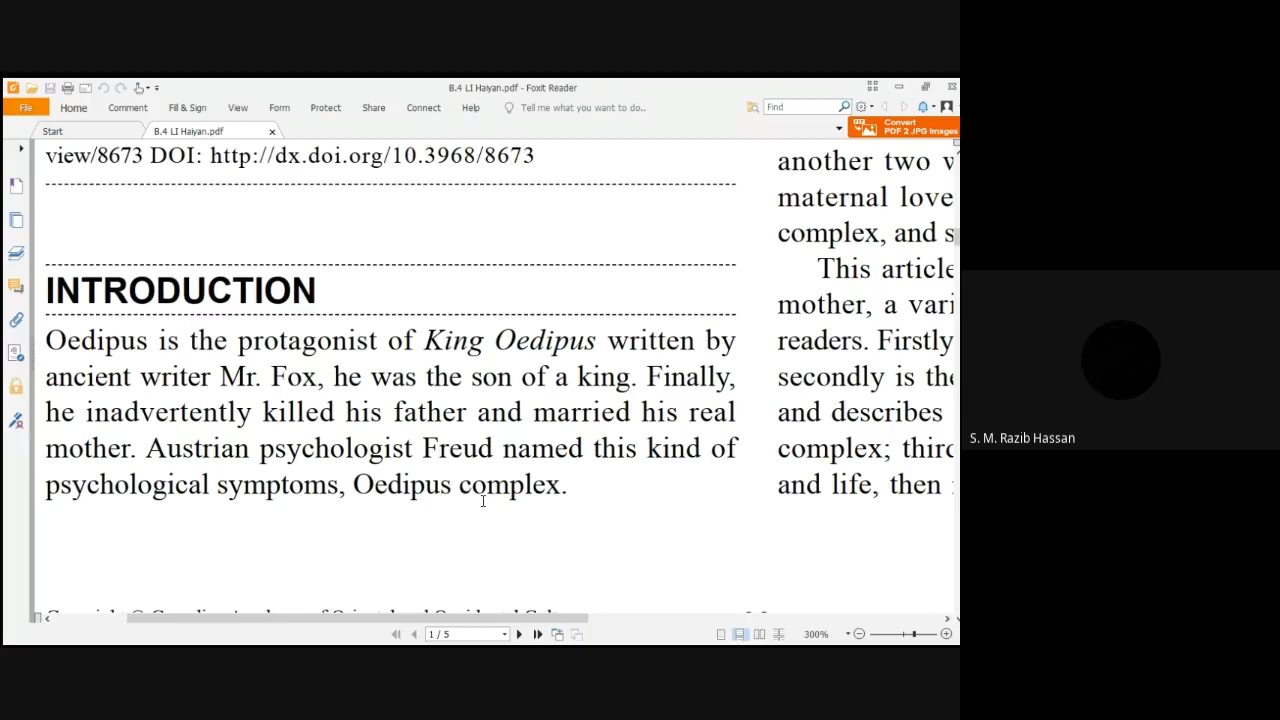 B.4 LI Haiyan.pdf - Foxit Reader
File Home Comment Fill & Sign View Form Protect Share Connect Help Tell me what you want to do.. Find
Start B.4 LI Haiyan.pdf Convert
PDF 2 JPG Images
view/8673 DOI: http://dx.doi.org/10.3968/8673
INTRODUCTION
Oedipus is the protagonist of King Oedipus written by
ancient writer Mr. Fox, he was the son of a king. Finally,
he inadvertently killed his father and married his real
mother. Austrian psychologist Freud named this kind of
psychological symptoms, Oedipus complex.
another two
maternal love
complex, and
This article
mother, a
readers. Firstly
secondly is
and describes
complex;
and life, then
1 / 5
300%
S. M. Razib Hassan